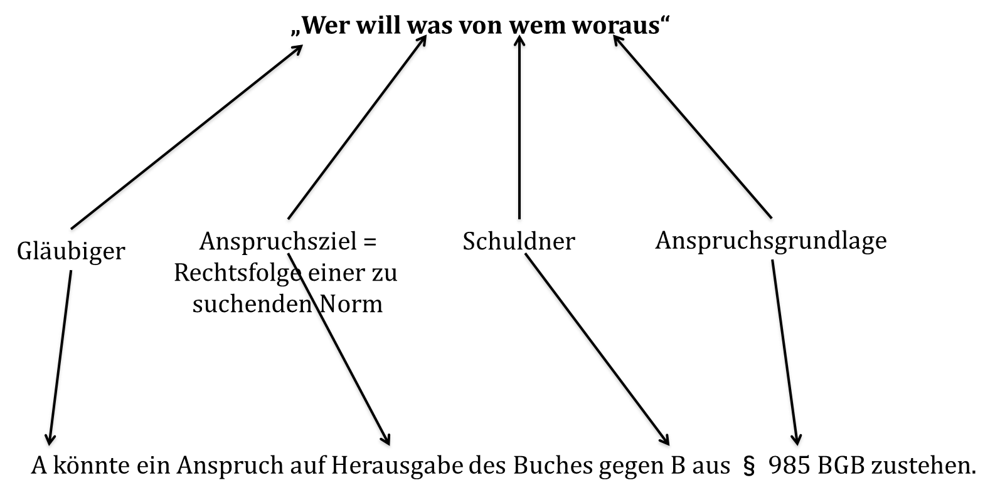 „Wer will was von wem woraus“
Gläubiger
Anspruchsziel =
Rechtsfolge einer zu
suchenden Norm
Schuldner
Anspruchsgrundlage
A könnte ein Anspruch auf Herausgabe des Buches gegen B aus § 985 BGB zustehen.